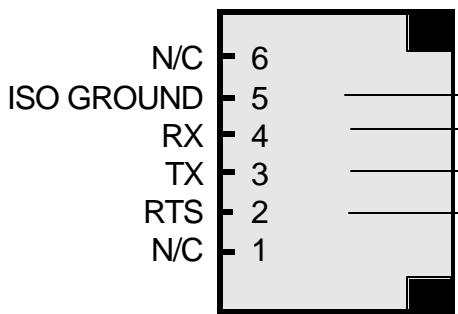 N/C 6
ISO GROUND 5
RX 4
TX 3
RTS 2
N/C 1